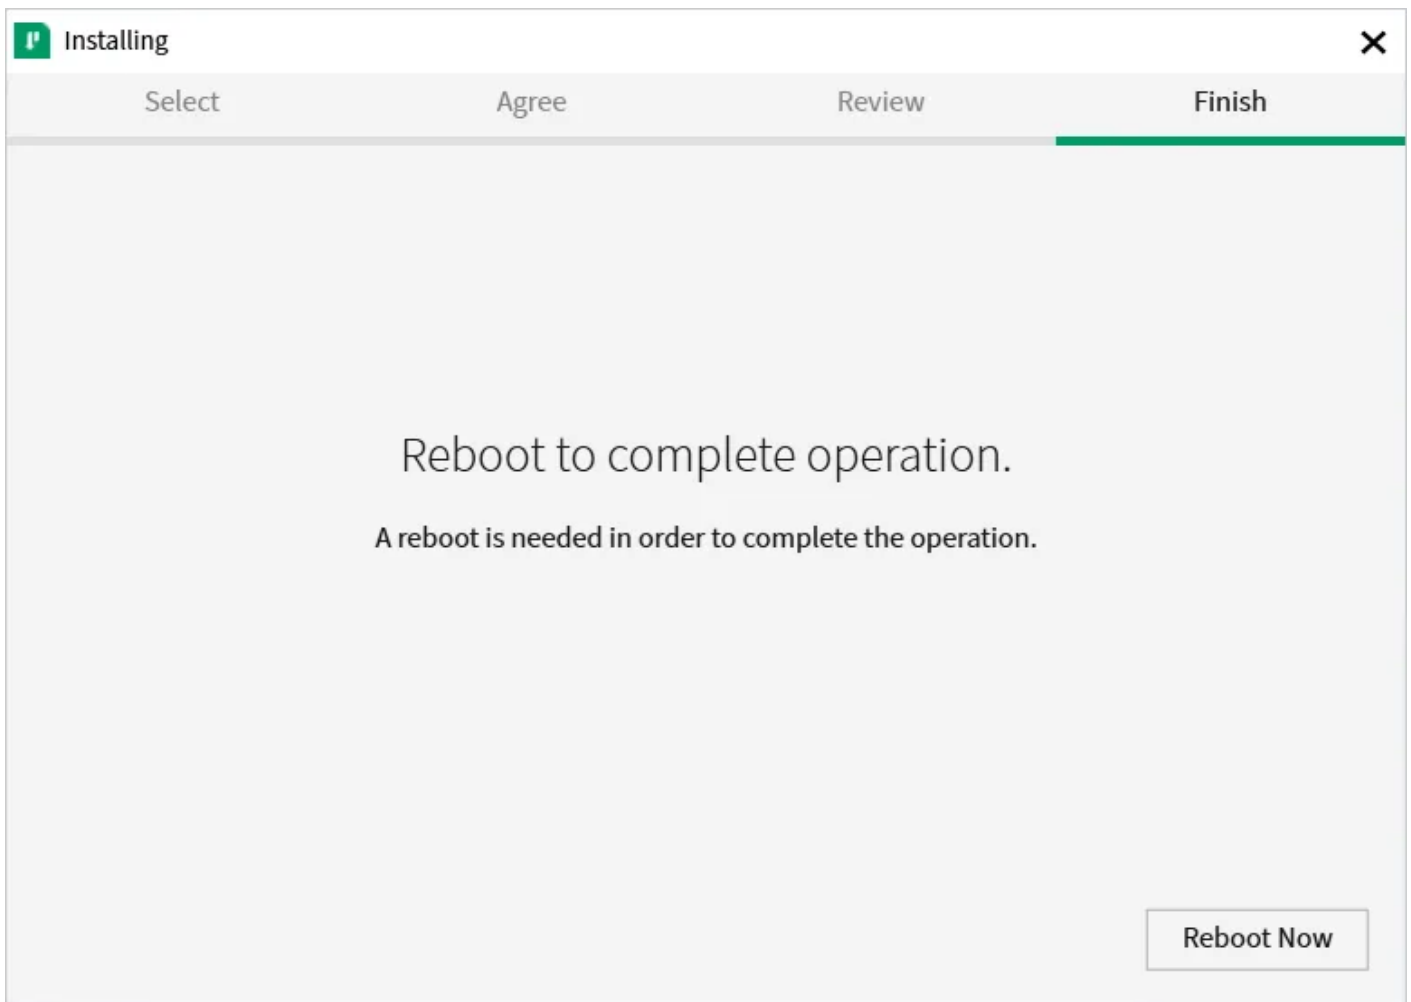 Installing
Select
Agree
Review
Finish
Reboot to complete operation.
A reboot is needed in order to complete the operation.
Reboot Now